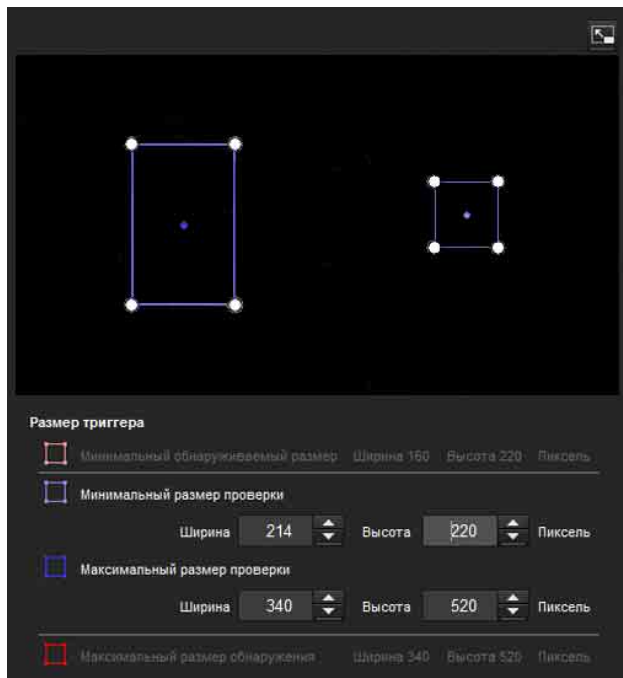 Размер триггера
Минимальный обнаруживаемый размер Ширина 160 Высота 220 Пиксель
Минимальный размер проверки
Ширина 214 Высота 220 Пиксель
Максимальный размер проверки
Ширина 340 Высота 520 Пиксель
Максимальный размер обнаружения Ширина 340 Высота 520 Пиксель